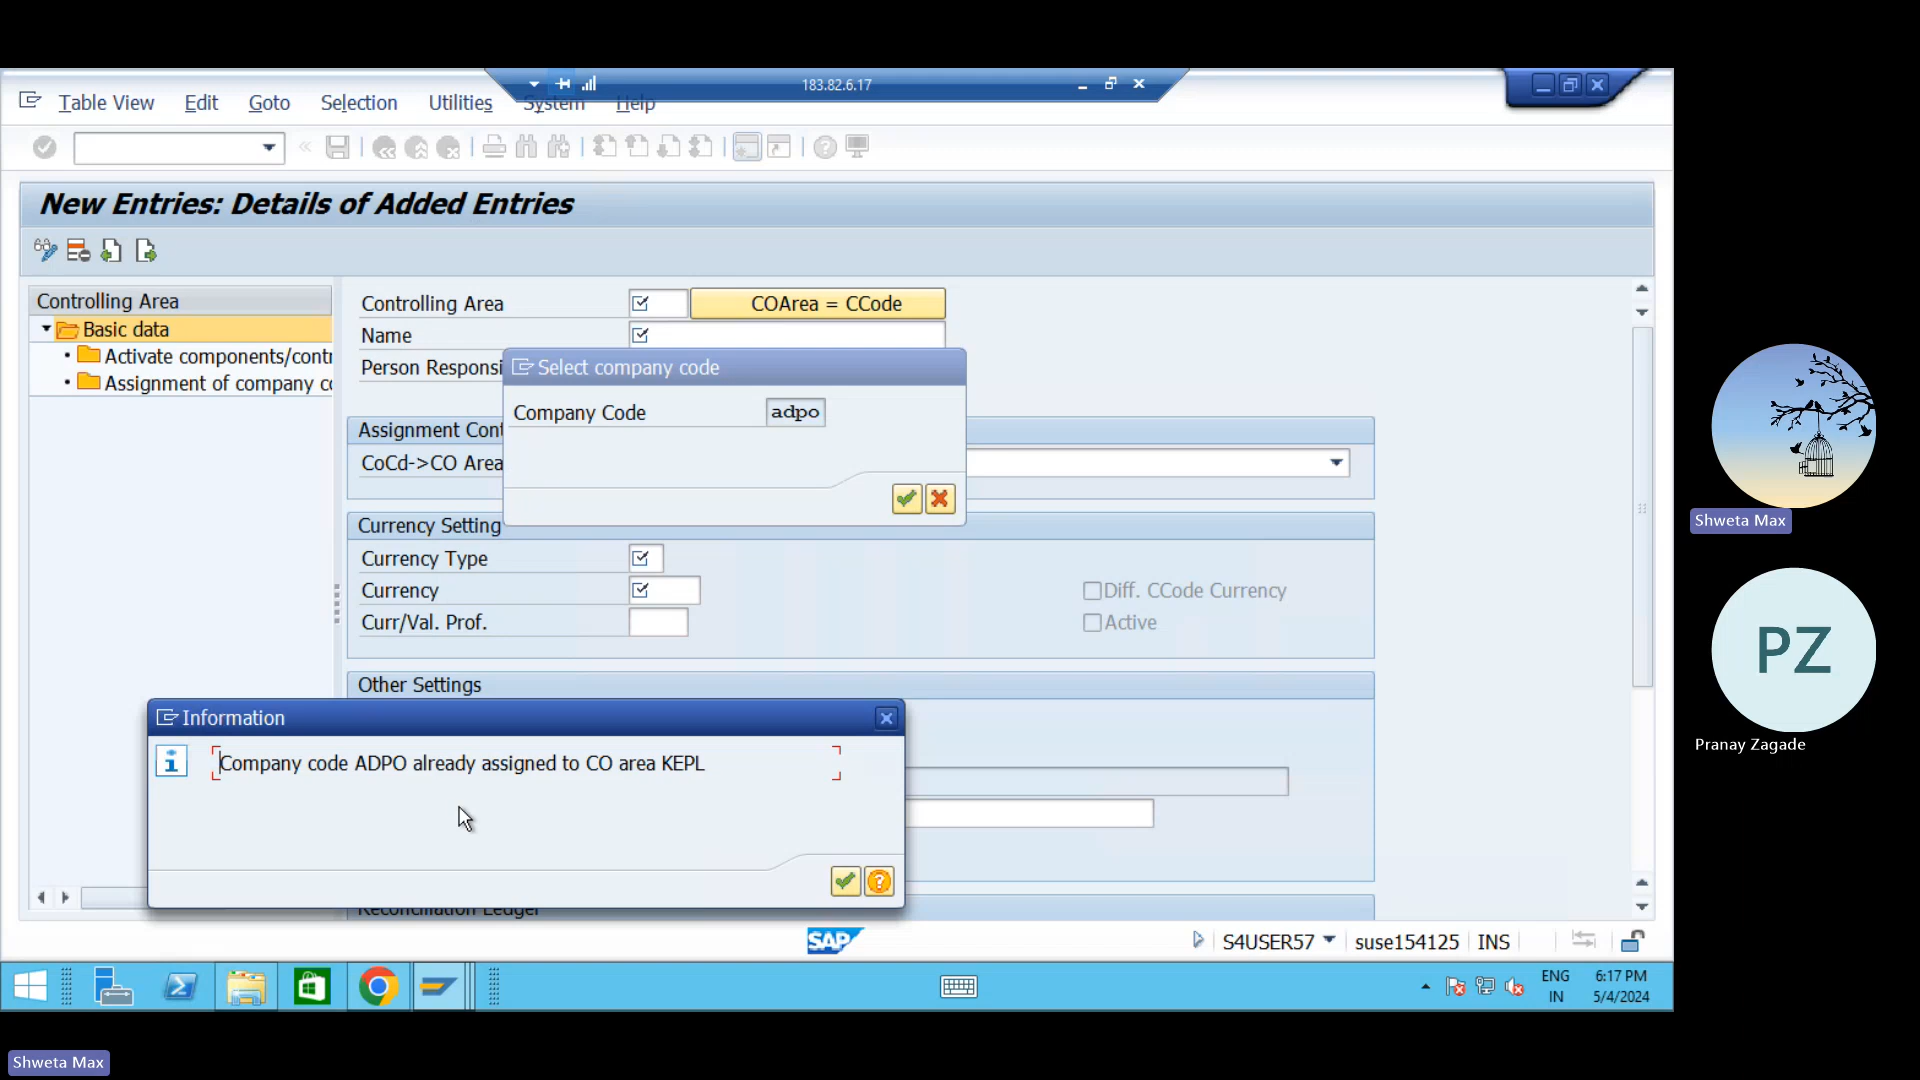 183.82.6.17
Table View Edit Goto Selection Utilities System Help
New Entries: Details of Added Entries
Controlling Area
Basic data
Activate components/contr
Assignment of company co
Controlling Area
COArea = CCode
Name
Person Responsi
Select company code
Company Code adpo
Assignment Cont
CoCd->CO Area
Currency Setting
Currency Type
Currency
Diff. CCode Currency
Curr/Val. Prof.
Active
Other Settings
Information
Company code ADPO already assigned to CO area KEPL
Reconciliation Ledger
SAP
S4USER57 suse154125 INS
ENG
IN
6:17 PM
5/4/2024
Shweta Max
PZ
Pranay Zagade
Shweta Max